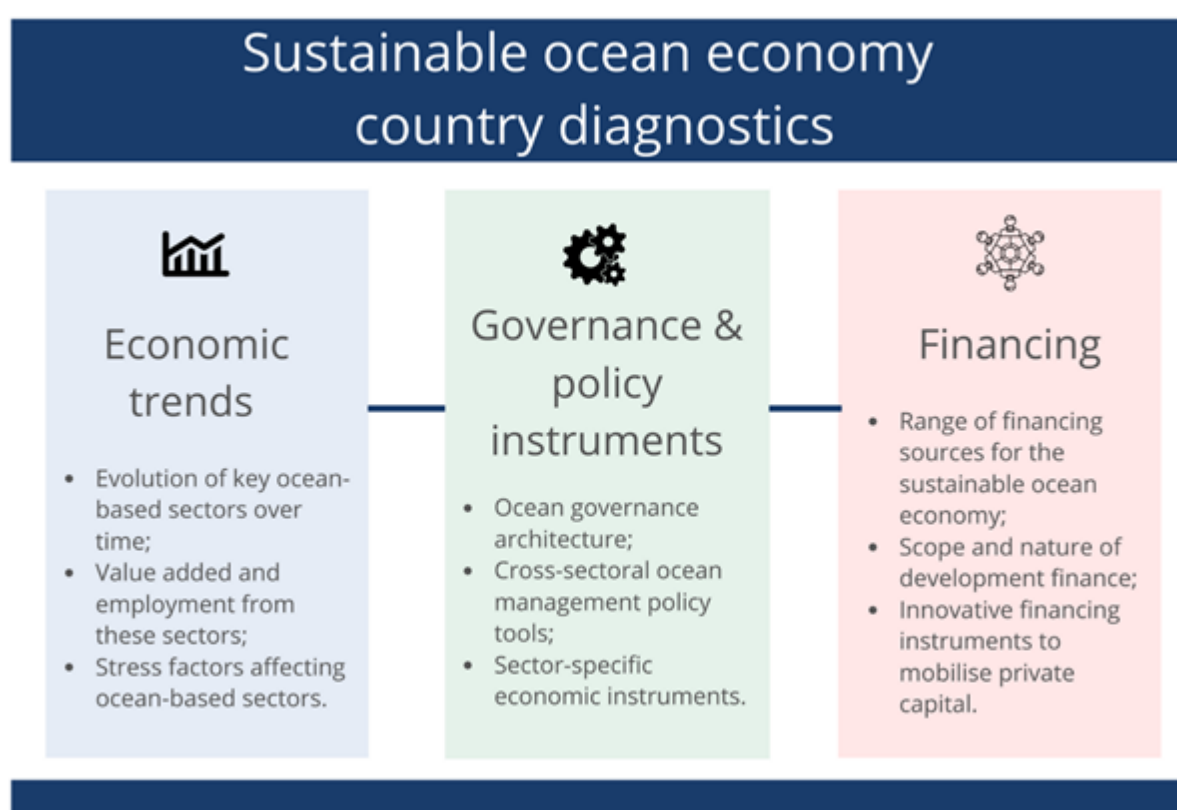 Sustainable ocean economy
country diagnostics
Economic
trends
• Evolution of key ocean-
based sectors over
time;
• Value added and
employment from
these sectors;
• Stress factors affecting
ocean-based sectors.
Governance &
policy
instruments
• Ocean governance
architecture;
• Cross-sectoral ocean
management policy
tools;
• Sector-specific
economic instruments.
Financing
• Range of financing
sources for the
sustainable ocean
economy;
• Scope and nature of
development finance;
• Innovative financing
instruments to
mobilise private
capital.